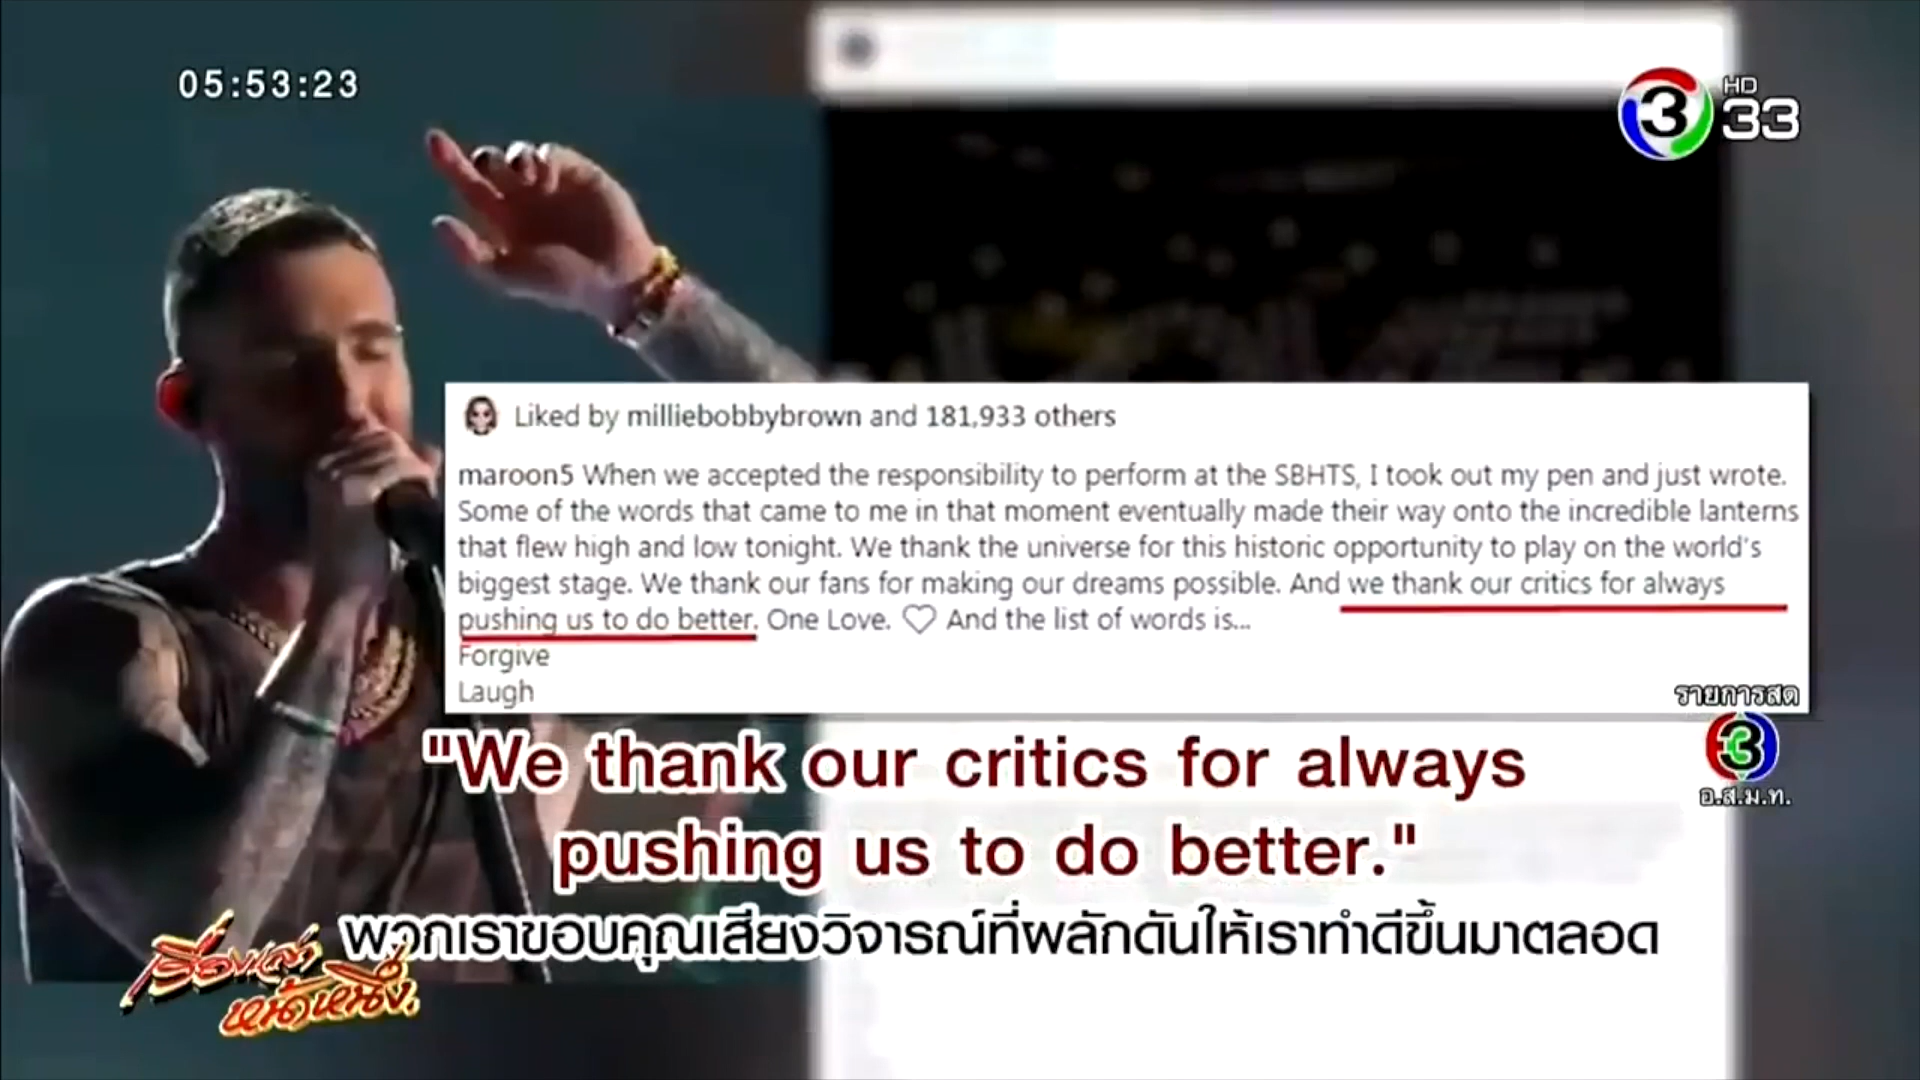 05:53:23
3 HD 33
Liked by milliebobbybrown and 181,933 others
maroon5 When we accepted the responsibility to perform at the SBHTS, I took out my pen and just wrote.
Some of the words that came to me in that moment eventually made their way onto the incredible lanterns
that flew high and low tonight. We thank the universe for this historic opportunity to play on the world's
biggest stage. We thank our fans for making our dreams possible. And we thank our critics for always
pushing us to do better. One Love. ♡ And the list of words is...
Forgive
Laugh
รายการสด
3
อ.ส.ม.ท.
"We thank our critics for always
pushing us to do better."
พวกเราขอบคุณเสียงวิจารณ์ที่ผลักดันให้เราทำดีขึ้นมาตลอด
เรื่องเล่า
หน้าหนึ่ง